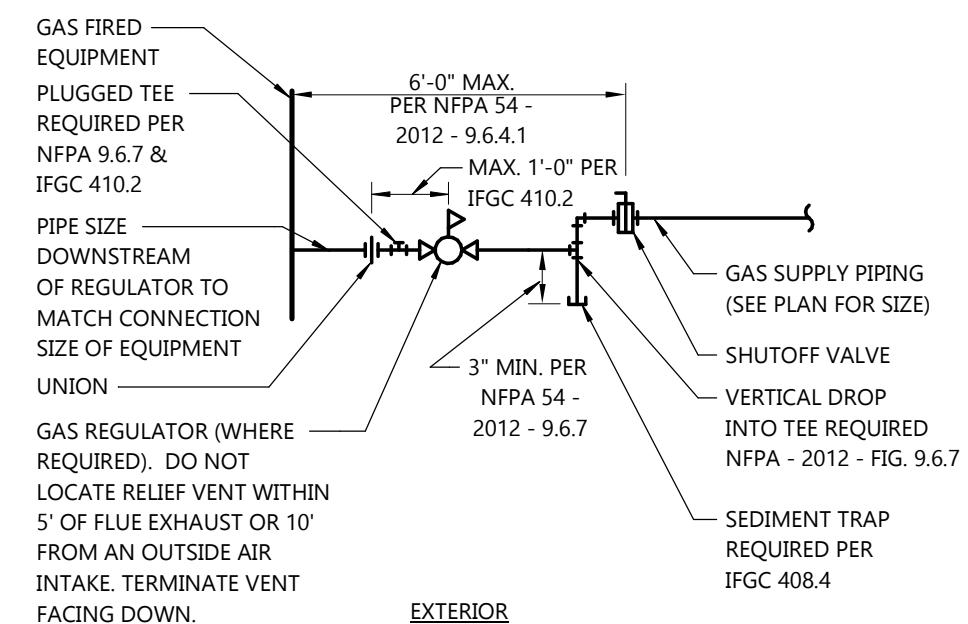 GAS FIRED
EQUIPMENT
PLUGGED TEE
REQUIRED PER
NFPA 9.6.7 &
IFGC 410.2
PIPE SIZE
DOWNSTREAM
OF REGULATOR TO
MATCH CONNECTION
SIZE OF EQUIPMENT
UNION
GAS REGULATOR (WHERE
REQUIRED). DO NOT
LOCATE RELIEF VENT WITHIN
5' OF FLUE EXHAUST OR 10'
FROM AN OUTSIDE AIR
INTAKE. TERMINATE VENT
FACING DOWN.
6'-0" MAX.
PER NFPA 54 -
2012 - 9.6.4.1
MAX. 1'-0" PER
IFGC 410.2
3" MIN. PER
NFPA 54 -
2012 - 9.6.7
GAS SUPPLY PIPING
(SEE PLAN FOR SIZE)
SHUTOFF VALVE
VERTICAL DROP
INTO TEE REQUIRED
NFPA - 2012 - FIG. 9.6.7
SEDIMENT TRAP
REQUIRED PER
IFGC 408.4
EXTERIOR